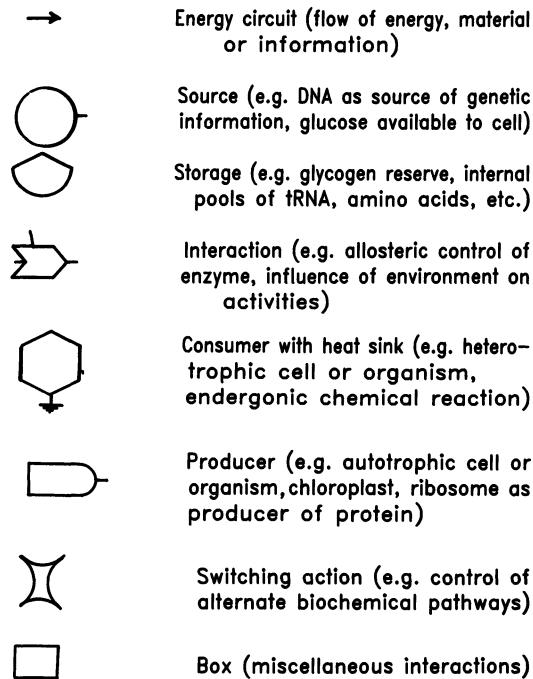 Energy circuit (flow of energy, material
or information)
Source (e.g. DNA as source of genetic
information, glucose available to cell)
Storage (e.g. glycogen reserve, internal
pools of tRNA, amino acids, etc.)
Interaction (e.g. allosteric control of
enzyme, influence of environment on
activities)
Consumer with heat sink (e.g. hetero-
trophic cell or organism,
endergonic chemical reaction)
Producer (e.g. autotrophic cell or
organism, chloroplast, ribosome as
producer of protein)
Switching action (e.g. control of
alternate biochemical pathways)
Box (miscellaneous interactions)